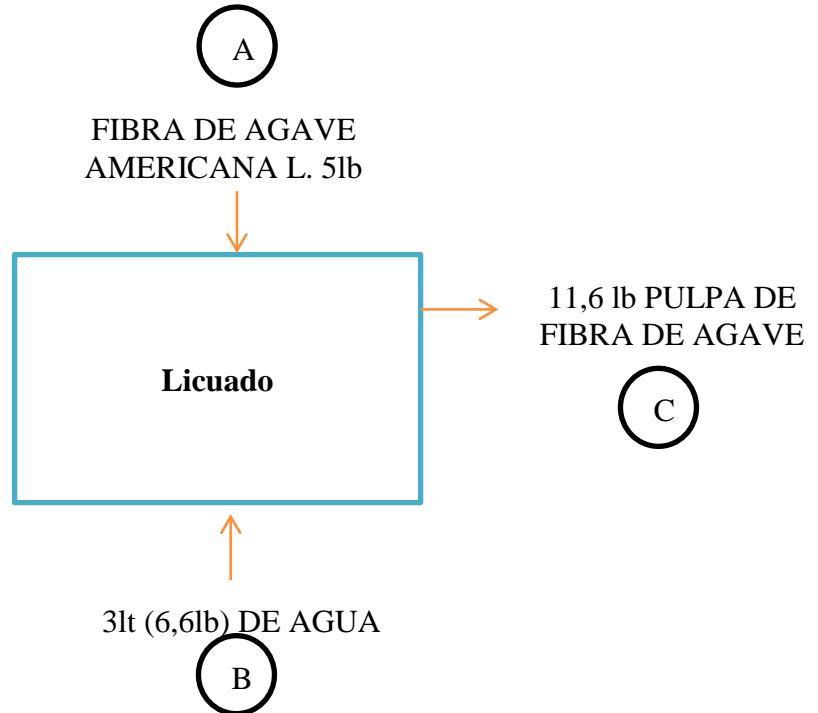 A
FIBRA DE AGAVE
AMERICANA L. 5lb
11,6 lb PULPA DE
FIBRA DE AGAVE
Licuado
C
3lt (6,6lb) DE AGUA
B